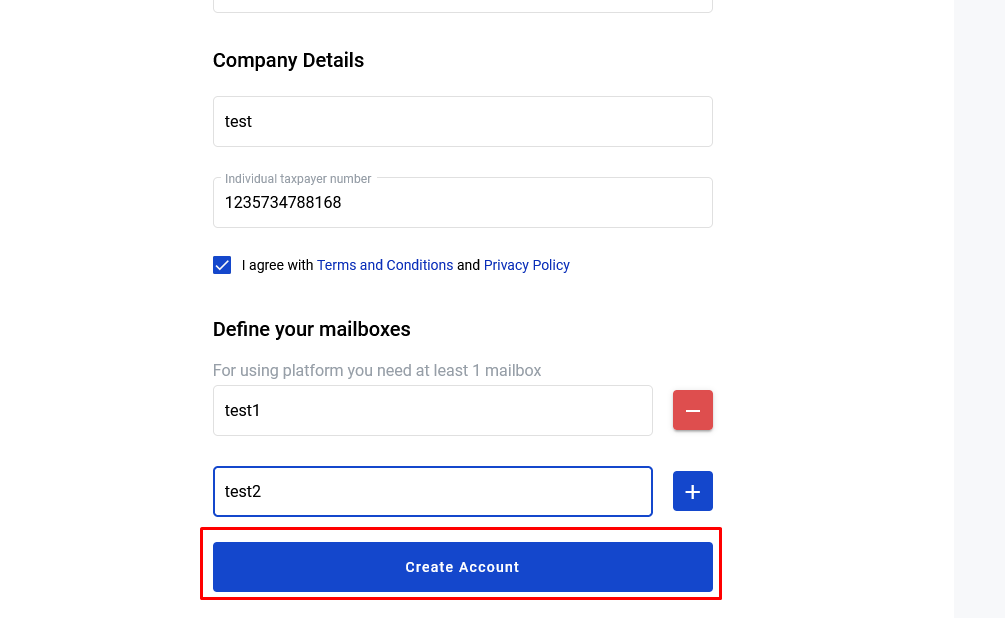 Company Details
test
Individual taxpayer number
1235734788168
I agree with Terms and Conditions and Privacy Policy
Define your mailboxes
For using platform you need at least 1 mailbox
test1
test2
Create Account